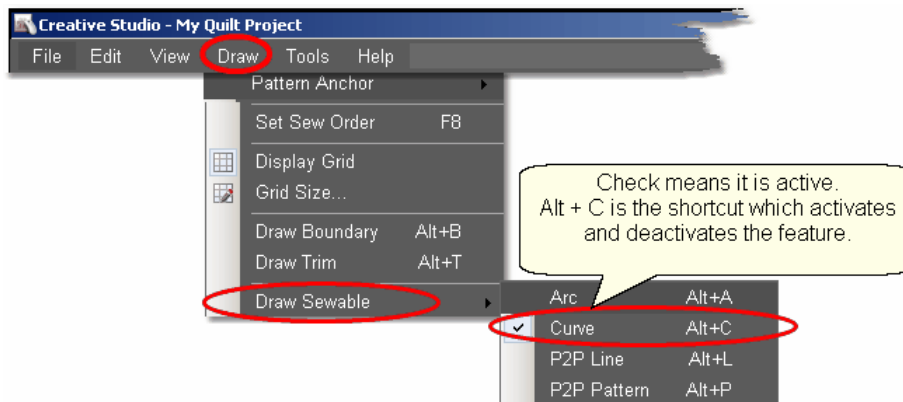 Creative Studio - My Quilt Project
File Edit View Draw Tools Help
Pattern Anchor
Set Sew Order F8
Display Grid
Grid Size...
Draw Boundary Alt+B
Draw Trim Alt+T
Draw Sewable
Check means it is active.
Alt + C is the shortcut which activates
and deactivates the feature.
Arc Alt+A
Curve Alt+C
P2P Line Alt+L
P2P Pattern Alt+P